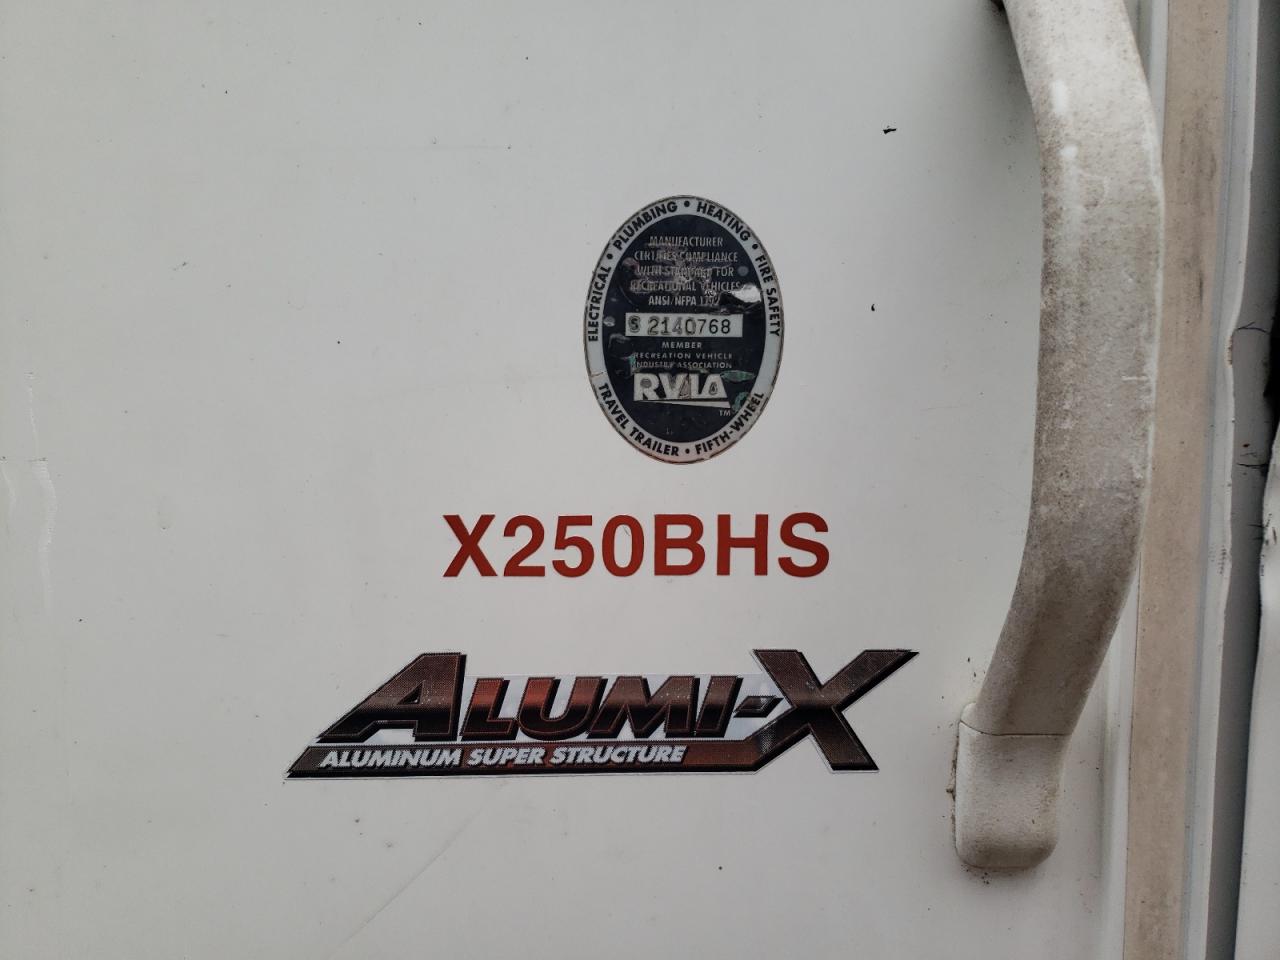 ELECTRICAL • PLUMBING • HEATING • FIRE SAFETY
MANUFACTURER
CERTIFIES COMPLIANCE
WITH STANDARD FOR
RECREATIONAL VEHICLES
ANSI/NFPA 1192
S 2140768
MEMBER
RECREATION VEHICLE
INDUSTRY ASSOCIATION
RVIA
TM
TRAVEL TRAILER • FIFTH-WHEEL
X250BHS
ALUMI-X
ALUMINUM SUPER STRUCTURE